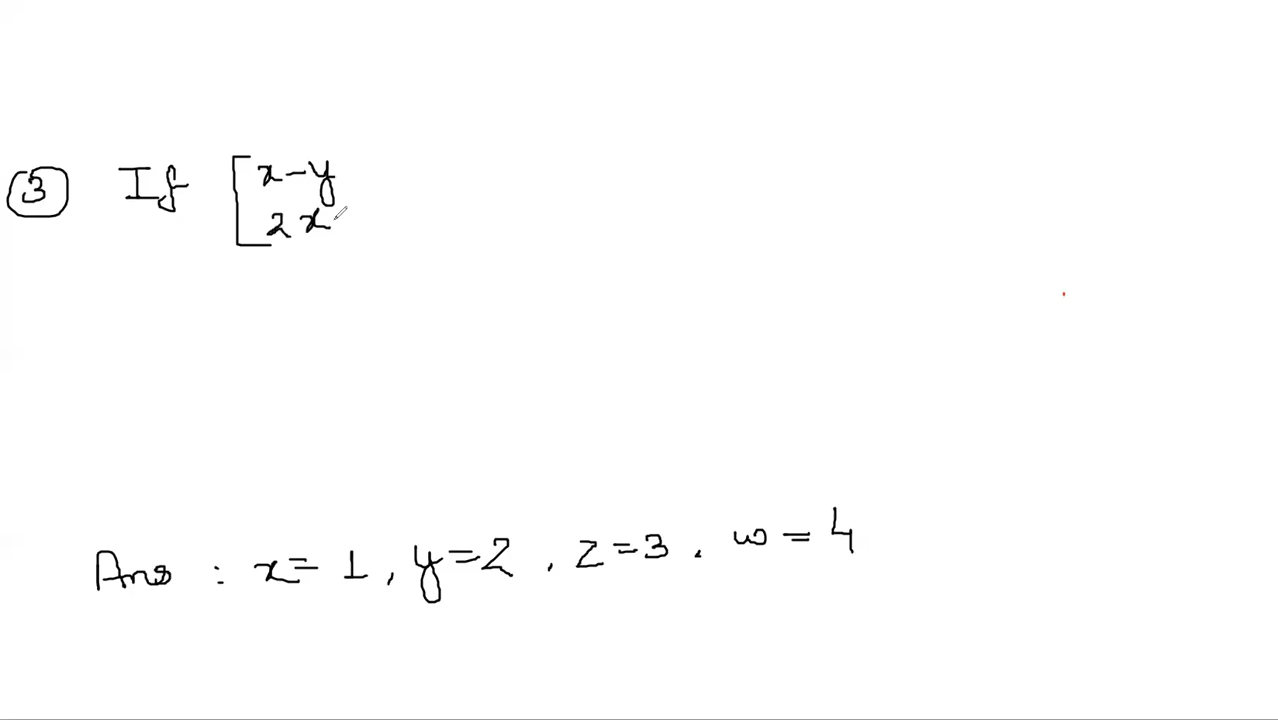 3 If [ x-y
2x
Ans : x = 1, y = 2, z = 3, w = 4